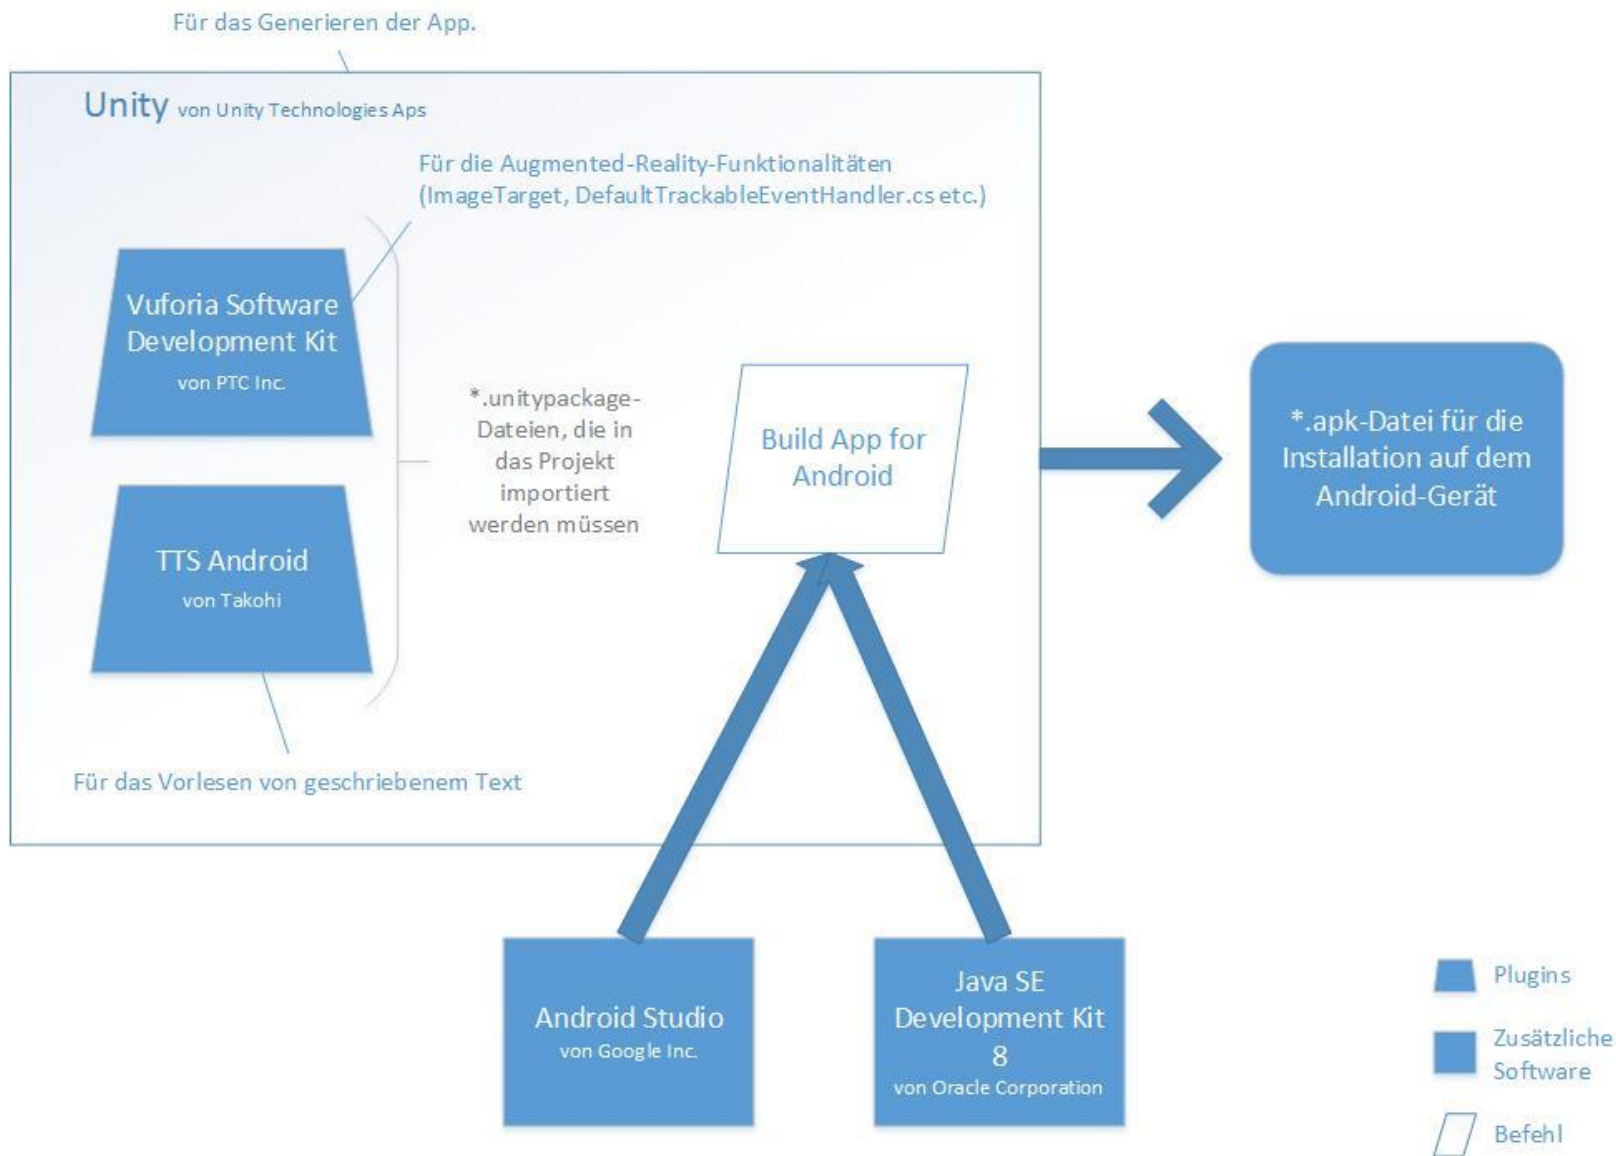 Für das Generieren der App.
Unity von Unity Technologies Aps
Für die Augmented-Reality-Funktionalitäten
(ImageTarget, DefaultTrackableEventHandler.cs etc.)
Vuforia Software
Development Kit
von PTC Inc.
*.unitypackage-
Dateien, die in
das Projekt
importiert
werden müssen
TTS Android
von Takohi
Für das Vorlesen von geschriebenem Text
Build App for
Android
*.apk-Datei für die
Installation auf dem
Android-Gerät
Android Studio
von Google Inc.
Java SE
Development Kit
8
von Oracle Corporation
Plugins
Zusätzliche
Software
Befehl